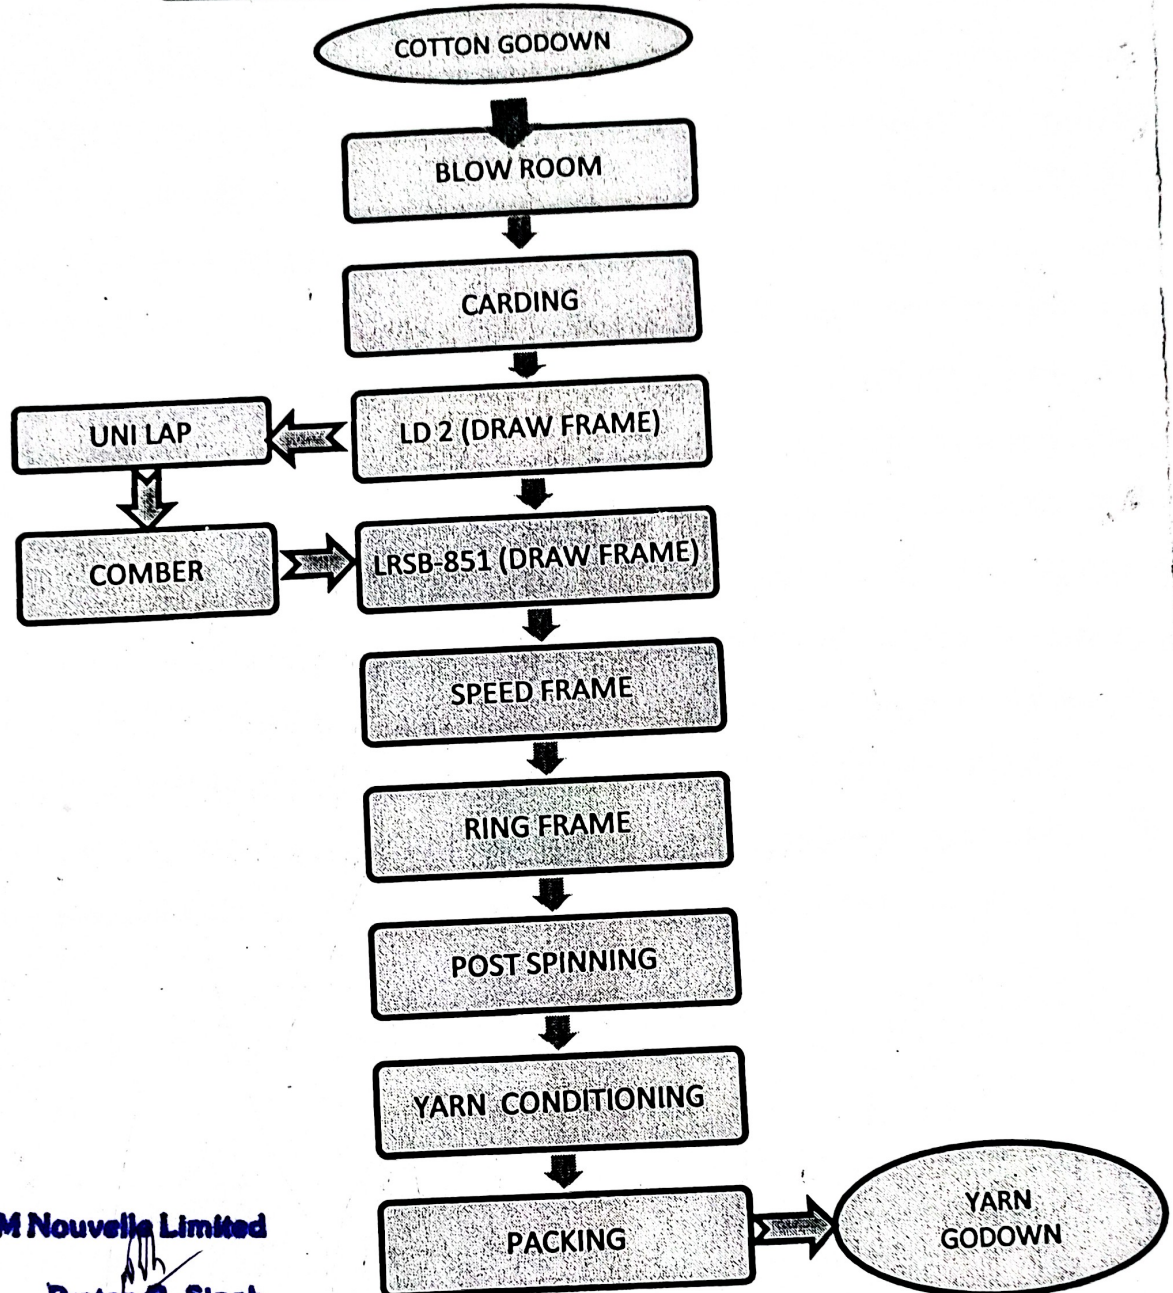 COTTON GODOWN
BLOW ROOM
CARDING
UNI LAP
LD 2 (DRAW FRAME)
COMBER
LRSB-851 (DRAW FRAME)
SPEED FRAME
RING FRAME
POST SPINNING
YARN CONDITIONING
PACKING
YARN
GODOWN
M Nouvelle Limited